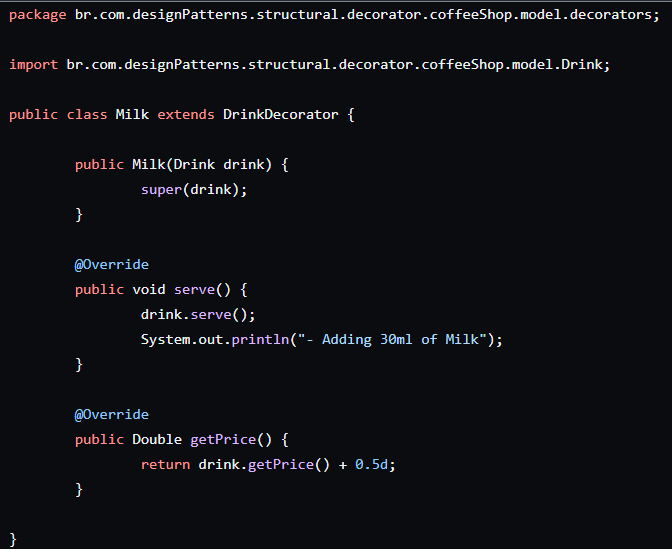 package br.com.designPatterns.structural.decorator.coffeeShop.model.decorators;
import br.com.designPatterns.structural.decorator.coffeeShop.model.Drink;
public class Milk extends DrinkDecorator {
public Milk(Drink drink) {
super(drink);
}
@Override
public void serve() {
drink.serve();
System.out.println("- Adding 30ml of Milk");
}
@Override
public Double getPrice() {
return drink.getPrice() + 0.5d;
}
}